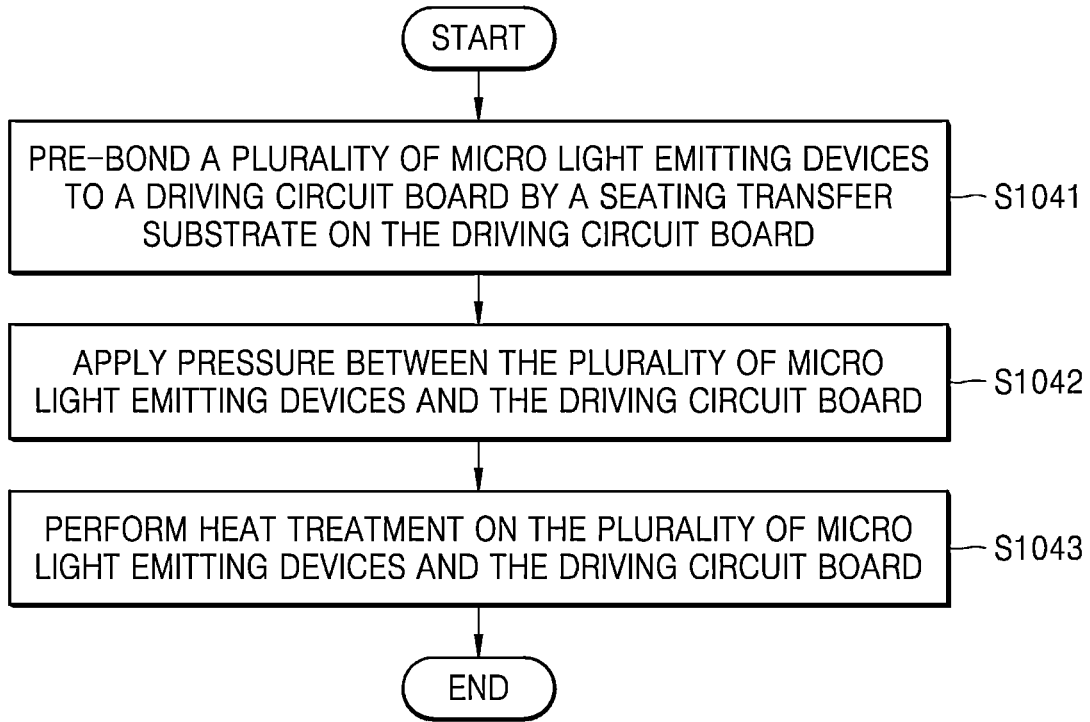 START
PRE-BOND A PLURALITY OF MICRO LIGHT EMITTING DEVICES
TO A DRIVING CIRCUIT BOARD BY A SEATING TRANSFER
SUBSTRATE ON THE DRIVING CIRCUIT BOARD
S1041
APPLY PRESSURE BETWEEN THE PLURALITY OF MICRO
LIGHT EMITTING DEVICES AND THE DRIVING CIRCUIT BOARD
S1042
PERFORM HEAT TREATMENT ON THE PLURALITY OF MICRO
LIGHT EMITTING DEVICES AND THE DRIVING CIRCUIT BOARD
S1043
END